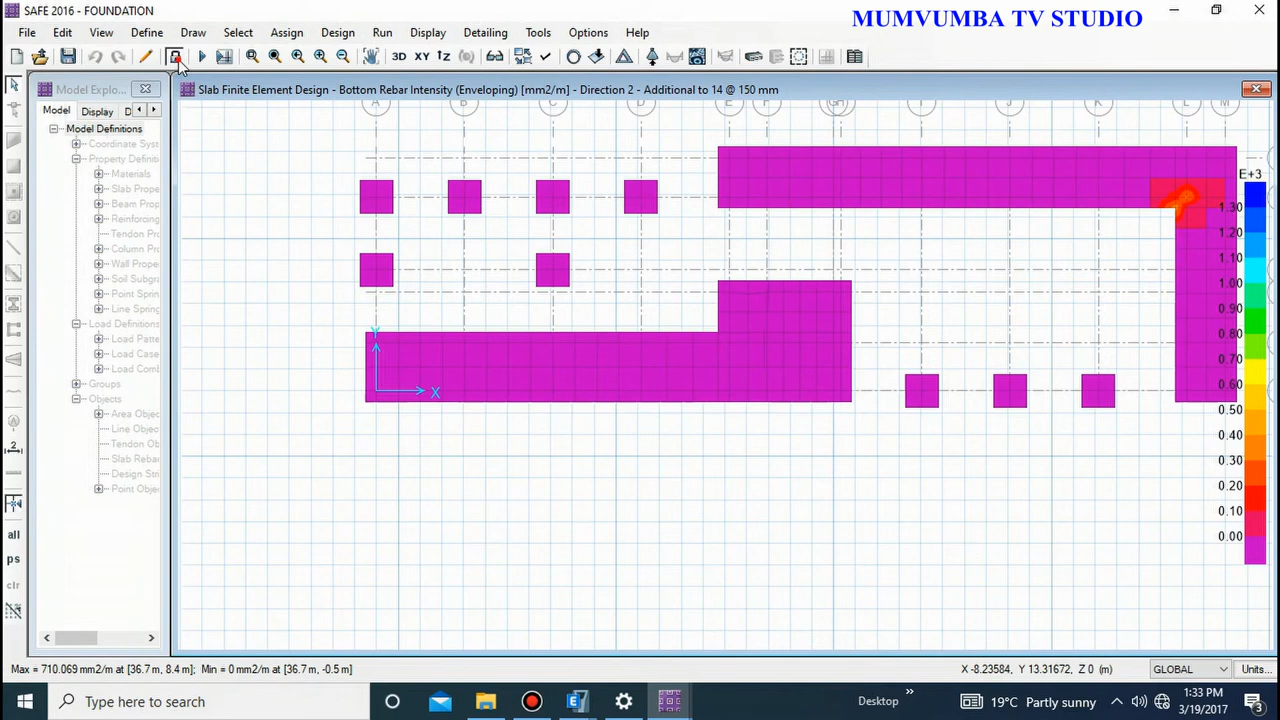 SAFE 2016 - FOUNDATION
MUMVUMBA TV STUDIO
File Edit View Define Draw Select Assign Design Run Display Detailing Tools Options Help
3D XY
Model Explo
Slab Finite Element Design - Bottom Rebar Intensity (Enveloping) [mm2/m] - Direction 2 - Additional to 14 @ 150 mm
Model Display D
A B C D E F G H I J K L M
Model Definitions
Coordinate Syst
Property Definitio
Materials
Slab Prope
Beam Prop
Reinforcing
Tendon Pro
Column Pro
Wall Prope
Soil Subgra
Point Spring
Line Spring
Load Definitions
Load Patte
Load Case
Load Comb
Groups
Objects
Area Objec
Line Object
Tendon Ob
Slab Rebar
Design Stri
Point Objec
all
ps
clr
Y
X
E+3
1.30
1.20
1.10
1.00
0.90
0.80
0.70
0.60
0.50
0.40
0.30
0.20
0.10
0.00
Max = 710.069 mm2/m at [36.7 m, 8.4 m], Min = 0 mm2/m at [36.7 m, -0.5 m]
X -8.23584, Y 13.31672, Z 0 (m)
GLOBAL
Units...
Type here to search
Desktop
19°C Partly sunny
1:33 PM
3/19/2017
3